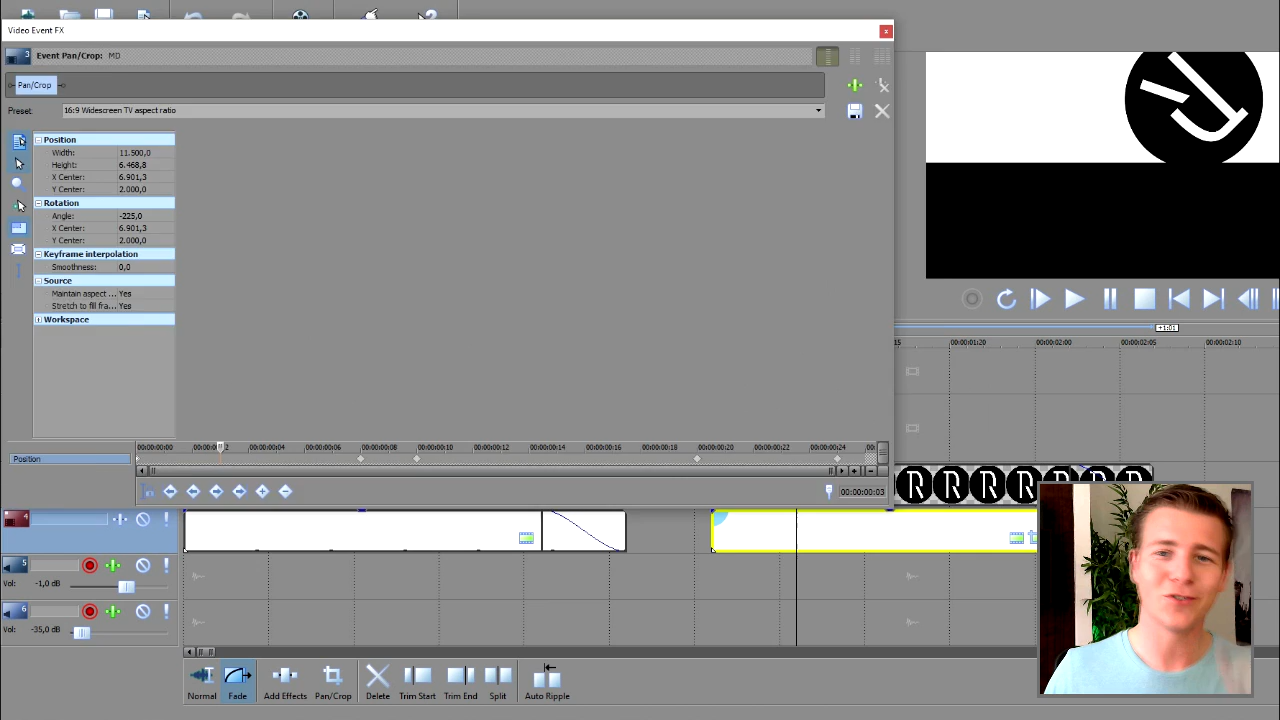 Video Event FX
x
3
Event Pan/Crop: MD
Pan/Crop
Preset: 16:9 Widescreen TV aspect ratio
Position
Width: 11.500,0
Height: 6.468,8
X Center: 6.901,3
Y Center: 2.000,0
Rotation
Angle: -225,0
X Center: 6.901,3
Y Center: 2.000,0
Keyframe interpolation
Smoothness: 0,0
Source
Maintain aspect ... Yes
Stretch to fill fra... Yes
Workspace
+1:01
15 00:00:01:20 00:00:02:00 00:00:02:05 00:00:02:10
00:00:00:00 00:00:00:04 00:00:00:06 00:00:00:08 00:00:00:10 00:00:00:12 00:00:00:14 00:00:00:16 00:00:00:20 00:00:00:22 00:00:00:24 00:
Position
00:00:00:03
4
5
Vol: -1,0 dB
6
Vol: -35,0 dB
Normal Fade Add Effects Pan/Crop Delete Trim Start Trim End Split Auto Ripple